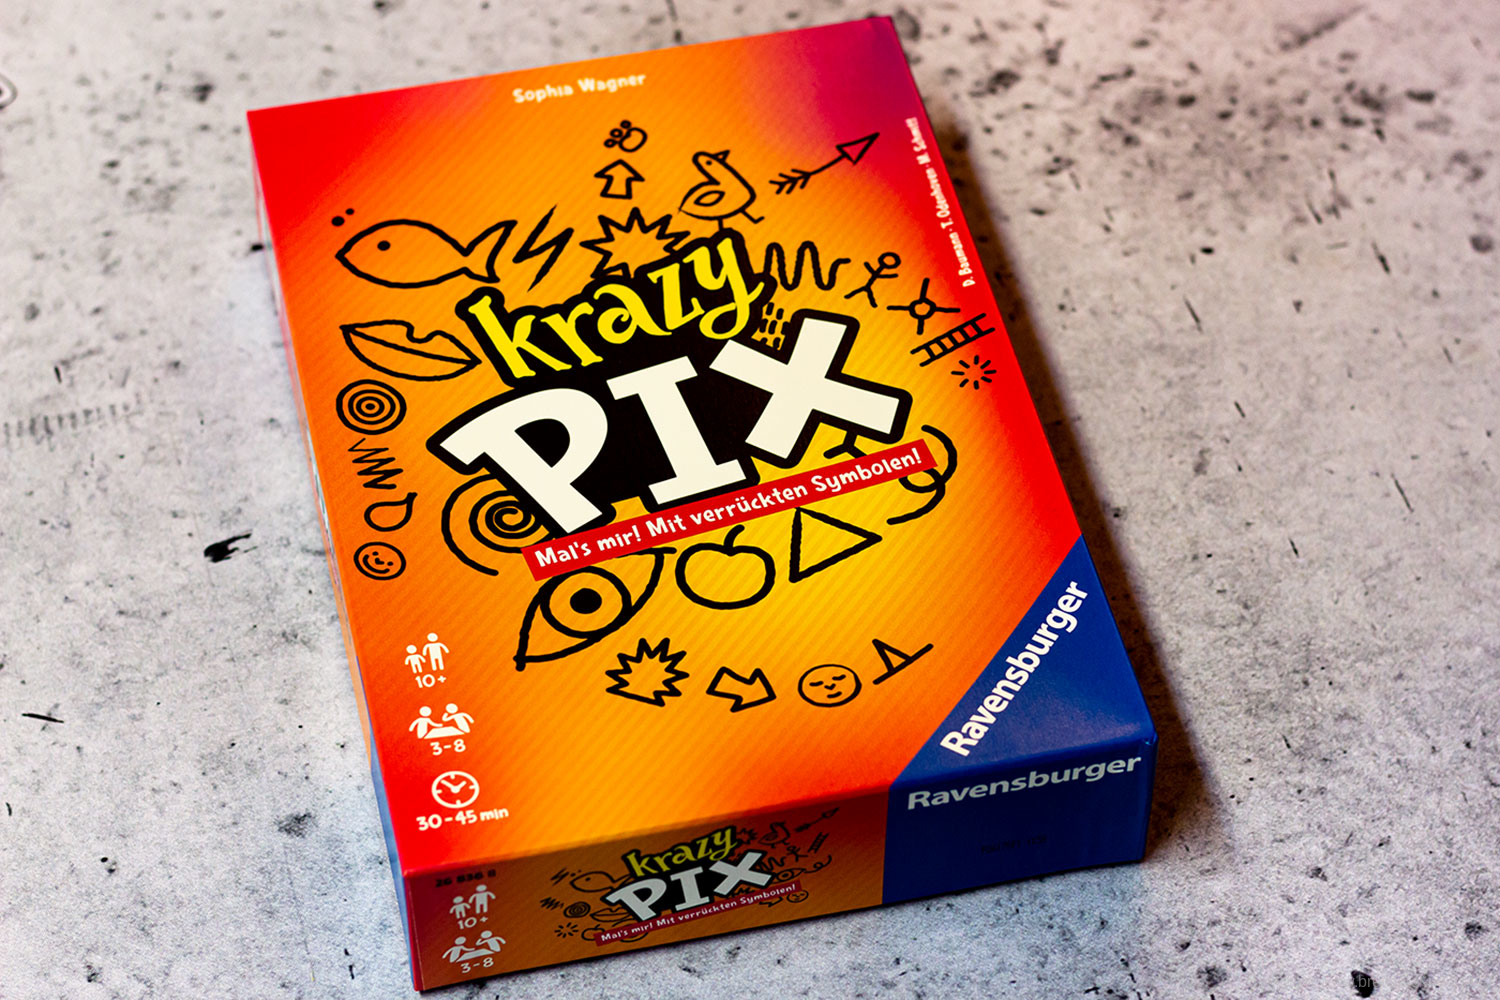 Sophia Wagner
D. Baumann · T. Odenhoven · M. Schmitt
krazy
PIX
Mal's mir! Mit verrückten Symbolen!
10+
3-8
30-45 min
Ravensburger
Ravensburger
krazy
PIX
Mal's mir! Mit verrückten Symbolen!
10+
3-8